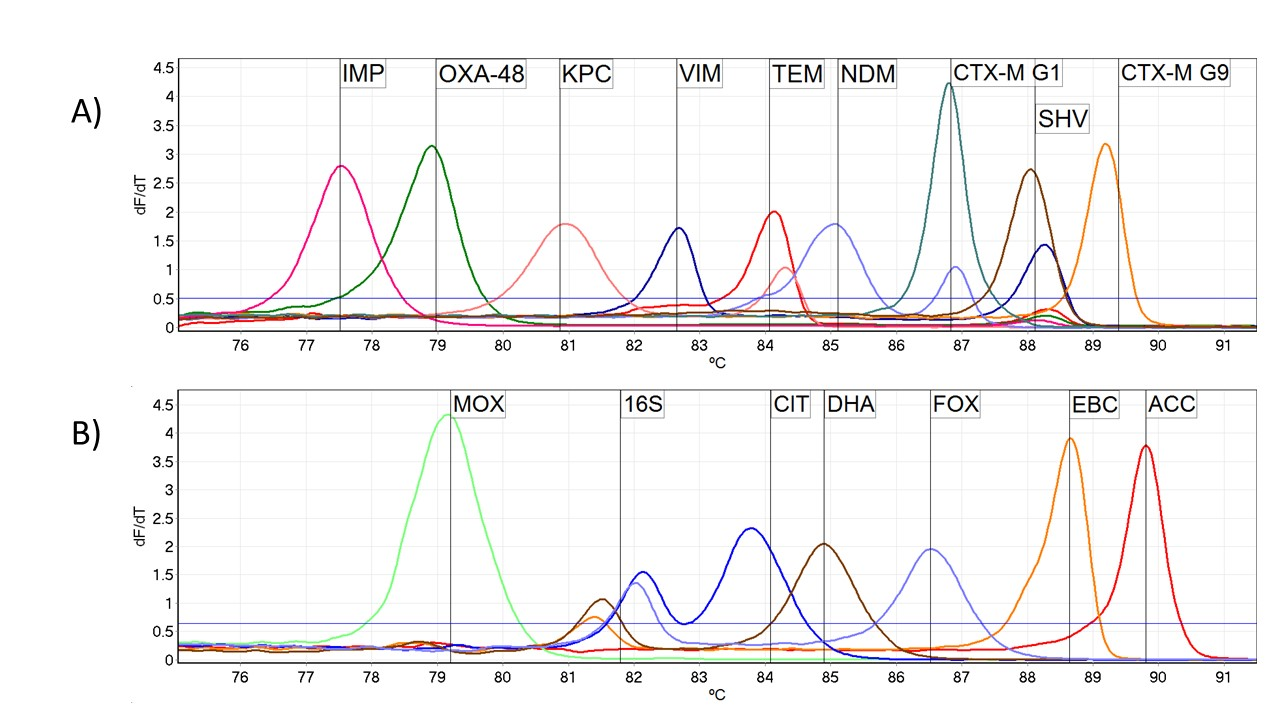 A)
IMP OXA-48 KPC VIM TEM NDM CTX-M G1 CTX-M G9
SHV
4.5
4
3.5
3
2.5
2
1.5
1
0.5
0
dF/dT
76 77 78 79 80 81 82 83 84 85 86 87 88 89 90 91
ºC
B)
MOX 16S CIT DHA FOX EBC ACC
4.5
4
3.5
3
2.5
2
1.5
1
0.5
0
dF/dT
76 77 78 79 80 81 82 83 84 85 86 87 88 89 90 91
ºC